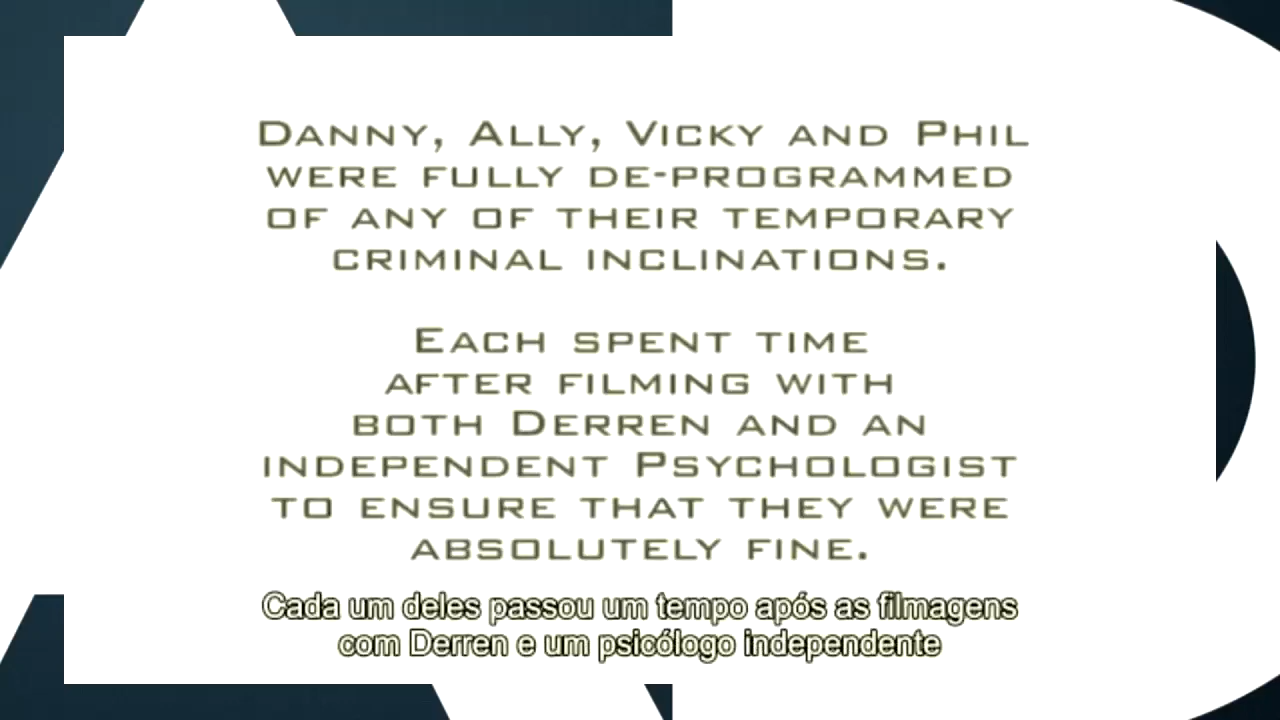 DANNY, ALLY, VICKY AND PHIL
WERE FULLY DE-PROGRAMMED
OF ANY OF THEIR TEMPORARY
CRIMINAL INCLINATIONS.
EACH SPENT TIME
AFTER FILMING WITH
BOTH DERREN AND AN
INDEPENDENT PSYCHOLOGIST
TO ENSURE THAT THEY WERE
ABSOLUTELY FINE.
Cada um deles passou um tempo após as filmagens
com Derren e um psicólogo independente